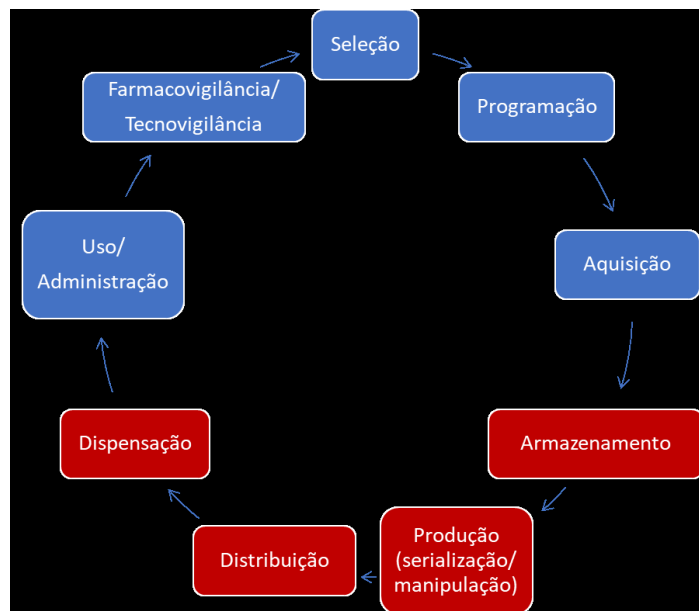 Seleção
Programação
Aquisição
Armazenamento
Produção
(serialização/
manipulação)
Distribuição
Dispensação
Uso/
Administração
Farmacovigilância/
Tecnovigilância